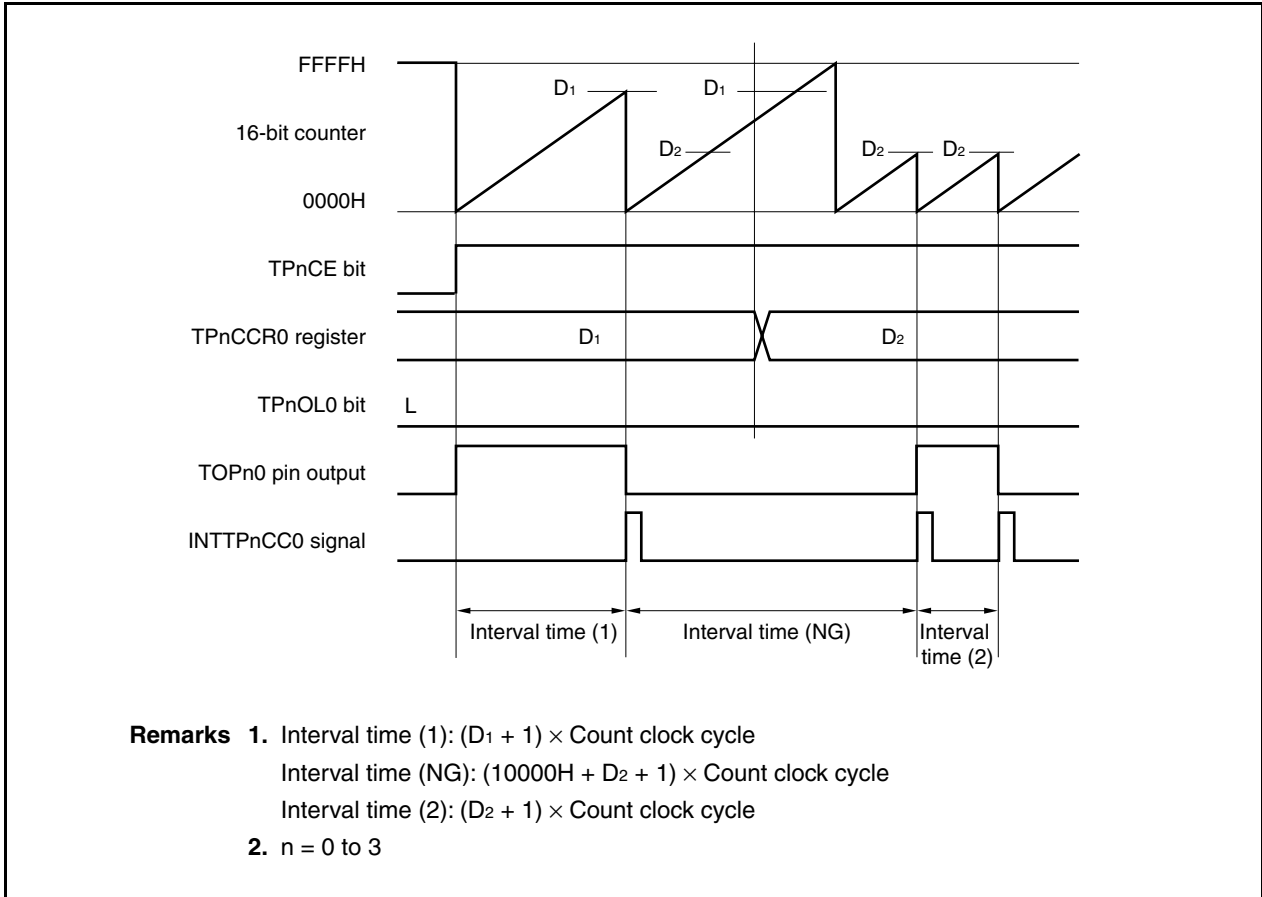 FFFFH
D1
D1
16-bit counter
D2
D2
D2
0000H
TPnCE bit
TPnCCR0 register
D1
D2
TPnOL0 bit
L
TOPn0 pin output
INTTPnCC0 signal
Interval time (1)
Interval time (NG)
Interval
time (2)
Remarks 1. Interval time (1): (D1 + 1) × Count clock cycle
Interval time (NG): (10000H + D2 + 1) × Count clock cycle
Interval time (2): (D2 + 1) × Count clock cycle
2. n = 0 to 3